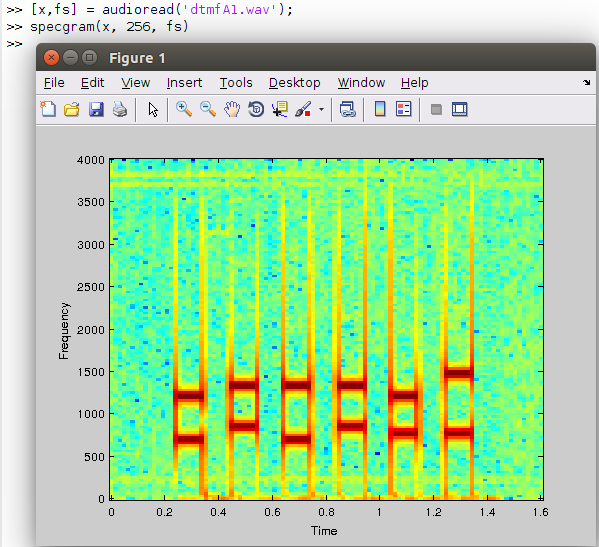 >> [x,fs] = audioread('dtmfA1.wav');
>> specgram(x, 256, fs)
>>
Figure 1
File Edit View Insert Tools Desktop Window Help
4000
3500
3000
2500
2000
1500
1000
500
0
Frequency
0 0.2 0.4 0.6 0.8 1 1.2 1.4 1.6
Time